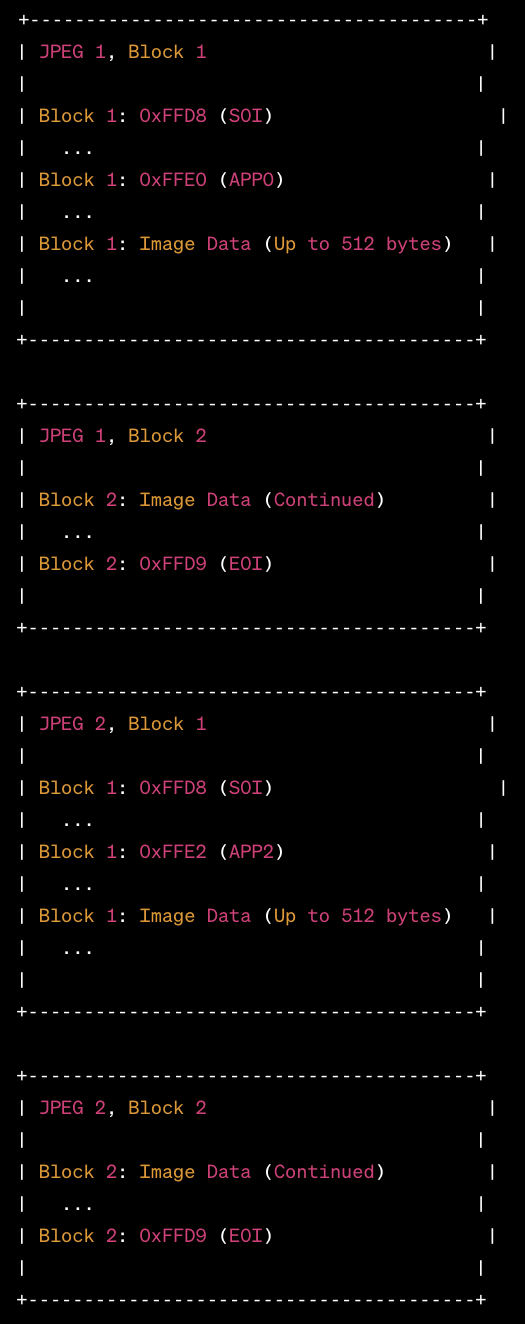 +----------------------------------------+
| JPEG 1, Block 1                         |
|                                        |
| Block 1: 0xFFD8 (SOI)                    |
|   ...                                  |
| Block 1: 0xFFE0 (APP0)                  |
|   ...                                  |
| Block 1: Image Data (Up to 512 bytes)   |
|   ...                                  |
|                                        |
+----------------------------------------+

+----------------------------------------+
| JPEG 1, Block 2                         |
|                                        |
| Block 2: Image Data (Continued)         |
|   ...                                  |
| Block 2: 0xFFD9 (EOI)                   |
|                                        |
+----------------------------------------+

+----------------------------------------+
| JPEG 2, Block 1                         |
|                                        |
| Block 1: 0xFFD8 (SOI)                    |
|   ...                                  |
| Block 1: 0xFFE2 (APP2)                  |
|   ...                                  |
| Block 1: Image Data (Up to 512 bytes)   |
|   ...                                  |
|                                        |
+----------------------------------------+

+----------------------------------------+
| JPEG 2, Block 2                         |
|                                        |
| Block 2: Image Data (Continued)         |
|   ...                                  |
| Block 2: 0xFFD9 (EOI)                   |
|                                        |
+----------------------------------------+